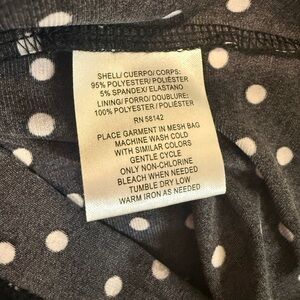 SHELL/ CUERPO/ CORPS:
95% POLYESTER/ POLIÉSTER
5% SPANDEX/ ELASTANO
LINING/ FORRO/ DOUBLURE:
100% POLYESTER/ POLIÉSTER
RN 58142
PLACE GARMENT IN MESH BAG
MACHINE WASH COLD
WITH SIMILAR COLORS
GENTLE CYCLE
ONLY NON-CHLORINE
BLEACH WHEN NEEDED
TUMBLE DRY LOW
WARM IRON AS NEEDED